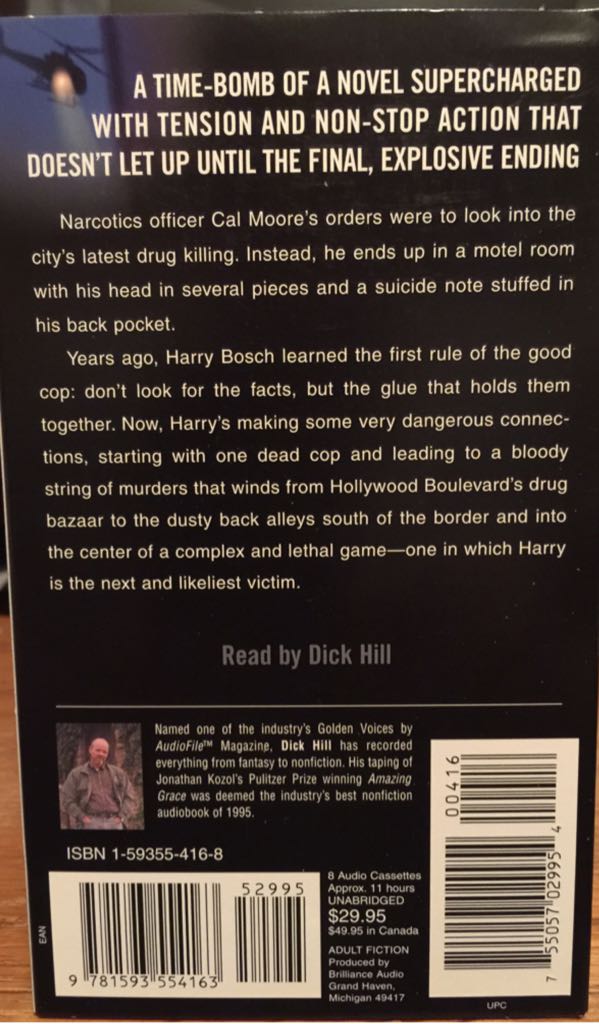 A TIME-BOMB OF A NOVEL SUPERCHARGED
WITH TENSION AND NON-STOP ACTION THAT
DOESN'T LET UP UNTIL THE FINAL, EXPLOSIVE ENDING
Narcotics officer Cal Moore's orders were to look into the
city's latest drug killing. Instead, he ends up in a motel room
with his head in several pieces and a suicide note stuffed in
his back pocket.
Years ago, Harry Bosch learned the first rule of the good
cop: don't look for the facts, but the glue that holds them
together. Now, Harry's making some very dangerous connec-
tions, starting with one dead cop and leading to a bloody
string of murders that winds from Hollywood Boulevard's drug
bazaar to the dusty back alleys south of the border and into
the center of a complex and lethal game—one in which Harry
is the next and likeliest victim.
Read by Dick Hill
Named one of the industry's Golden Voices by
AudioFile™ Magazine, Dick Hill has recorded
everything from fantasy to nonfiction. His taping of
Jonathan Kozol's Pulitzer Prize winning Amazing
Grace was deemed the industry's best nonfiction
audiobook of 1995.
ISBN 1-59355-416-8
EAN
52995
9 781593 554163
8 Audio Cassettes
Approx. 11 hours
UNABRIDGED
$29.95
$49.95 in Canada
ADULT FICTION
Produced by
Brilliance Audio
Grand Haven,
Michigan 49417
00416
7 55057 02995 4
UPC